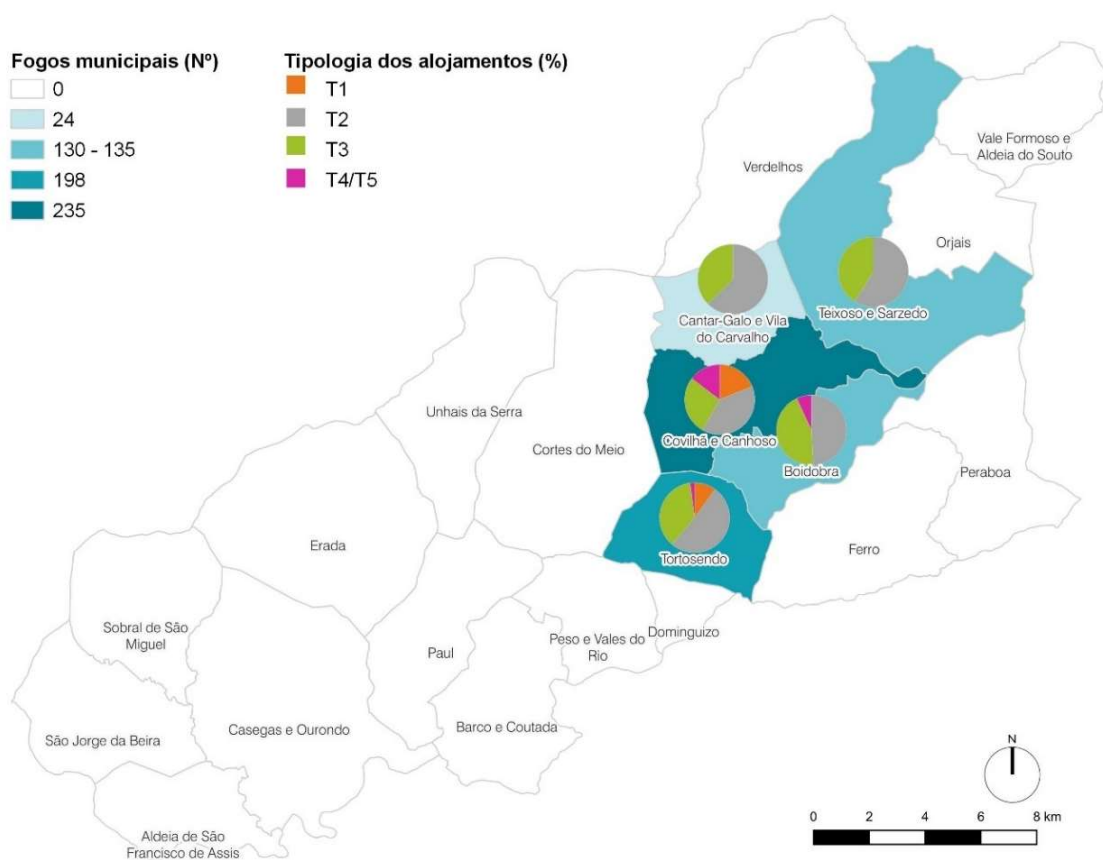 Fogos municipais (Nº)
0
24
130 - 135
198
235
Tipologia dos alojamentos (%)
T1
T2
T3
T4/T5
Verdelhos
Vale Formoso e
Aldeia do Souto
Orjais
Teixoso e Sarzedo
Cantar-Galo e Vila
do Carvalho
Unhais da Serra
Cortes do Meio
Covilhã e Canhoso
Boidobra
Peraboa
Erada
Tortosendo
Ferro
Sobral de São
Miguel
Paul
Peso e Vales do
Rio
Dominguizo
São Jorge da Beira
Casegas e Ourondo
Barco e Coutada
Aldeia de São
Francisco de Assis
N
0 2 4 6 8 km